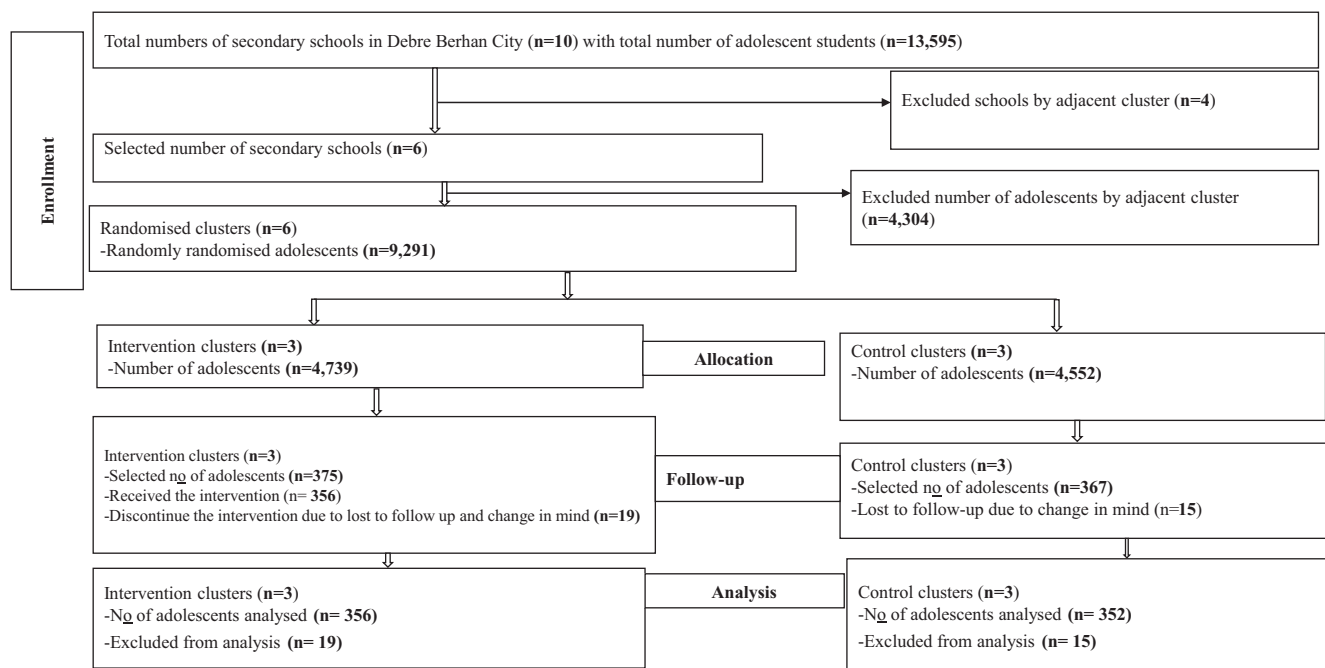 Enrollment
Total numbers of secondary schools in Debre Berhan City (n=10) with total number of adolescent students (n=13,595)
Excluded schools by adjacent cluster (n=4)
Selected number of secondary schools (n=6)
Excluded number of adolescents by adjacent cluster
(n=4,304)
Randomised clusters (n=6)
-Randomly randomised adolescents (n=9,291)
Intervention clusters (n=3)
-Number of adolescents (n=4,739)
Allocation
Control clusters (n=3)
-Number of adolescents (n=4,552)
Intervention clusters (n=3)
-Selected no of adolescents (n=375)
-Received the intervention (n= 356)
-Discontinue the intervention due to lost to follow up and change in mind (n=19)
Follow-up
Control clusters (n=3)
-Selected no of adolescents (n=367)
-Lost to follow-up due to change in mind (n=15)
Intervention clusters (n=3)
-No of adolescents analysed (n= 356)
-Excluded from analysis (n= 19)
Analysis
Control clusters (n=3)
-No of adolescents analysed (n= 352)
-Excluded from analysis (n= 15)